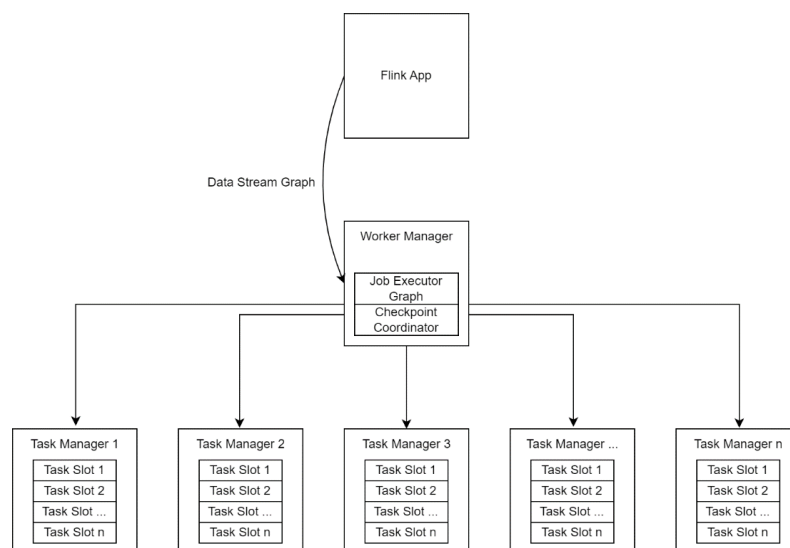 Flink App
Data Stream Graph
Worker Manager
Job Executor
Graph
Checkpoint
Coordinator
Task Manager 1
Task Slot 1
Task Slot 2
Task Slot ...
Task Slot n
Task Manager 2
Task Slot 1
Task Slot 2
Task Slot ...
Task Slot n
Task Manager 3
Task Slot 1
Task Slot 2
Task Slot ...
Task Slot n
Task Manager ...
Task Slot 1
Task Slot 2
Task Slot ...
Task Slot n
Task Manager n
Task Slot 1
Task Slot 2
Task Slot ...
Task Slot n